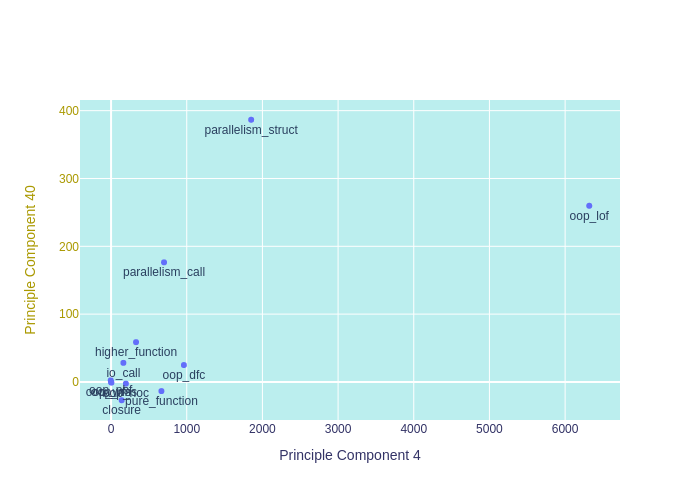 400
parallelism_struct
300
oop_lof
200
parallelism_call
100
higher_function
io_call
oop_dfc
0
pure_function
closure
0
1000
2000
3000
4000
5000
6000
Principle Component 4
Principle Component 40